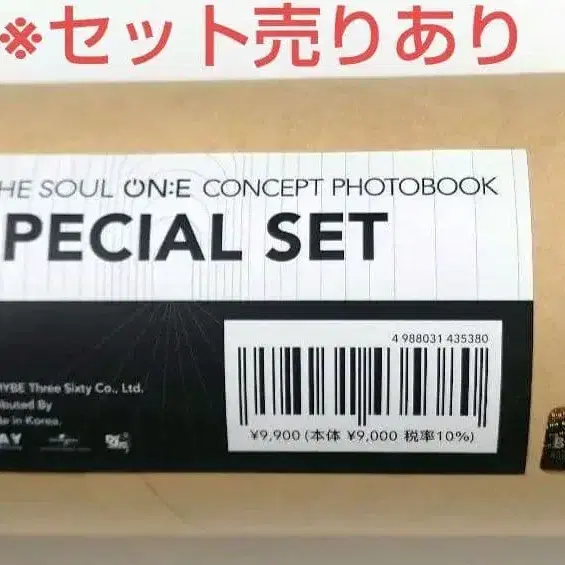 ※セット売りあり
HE SOUL ON:E CONCEPT PHOTOBOOK
PECIAL SET
4 988031 435380
HYBE Three Sixty Co., Ltd.
ibuted By
de in Korea.
¥9,900 (本体 ¥9,000 税率10%)